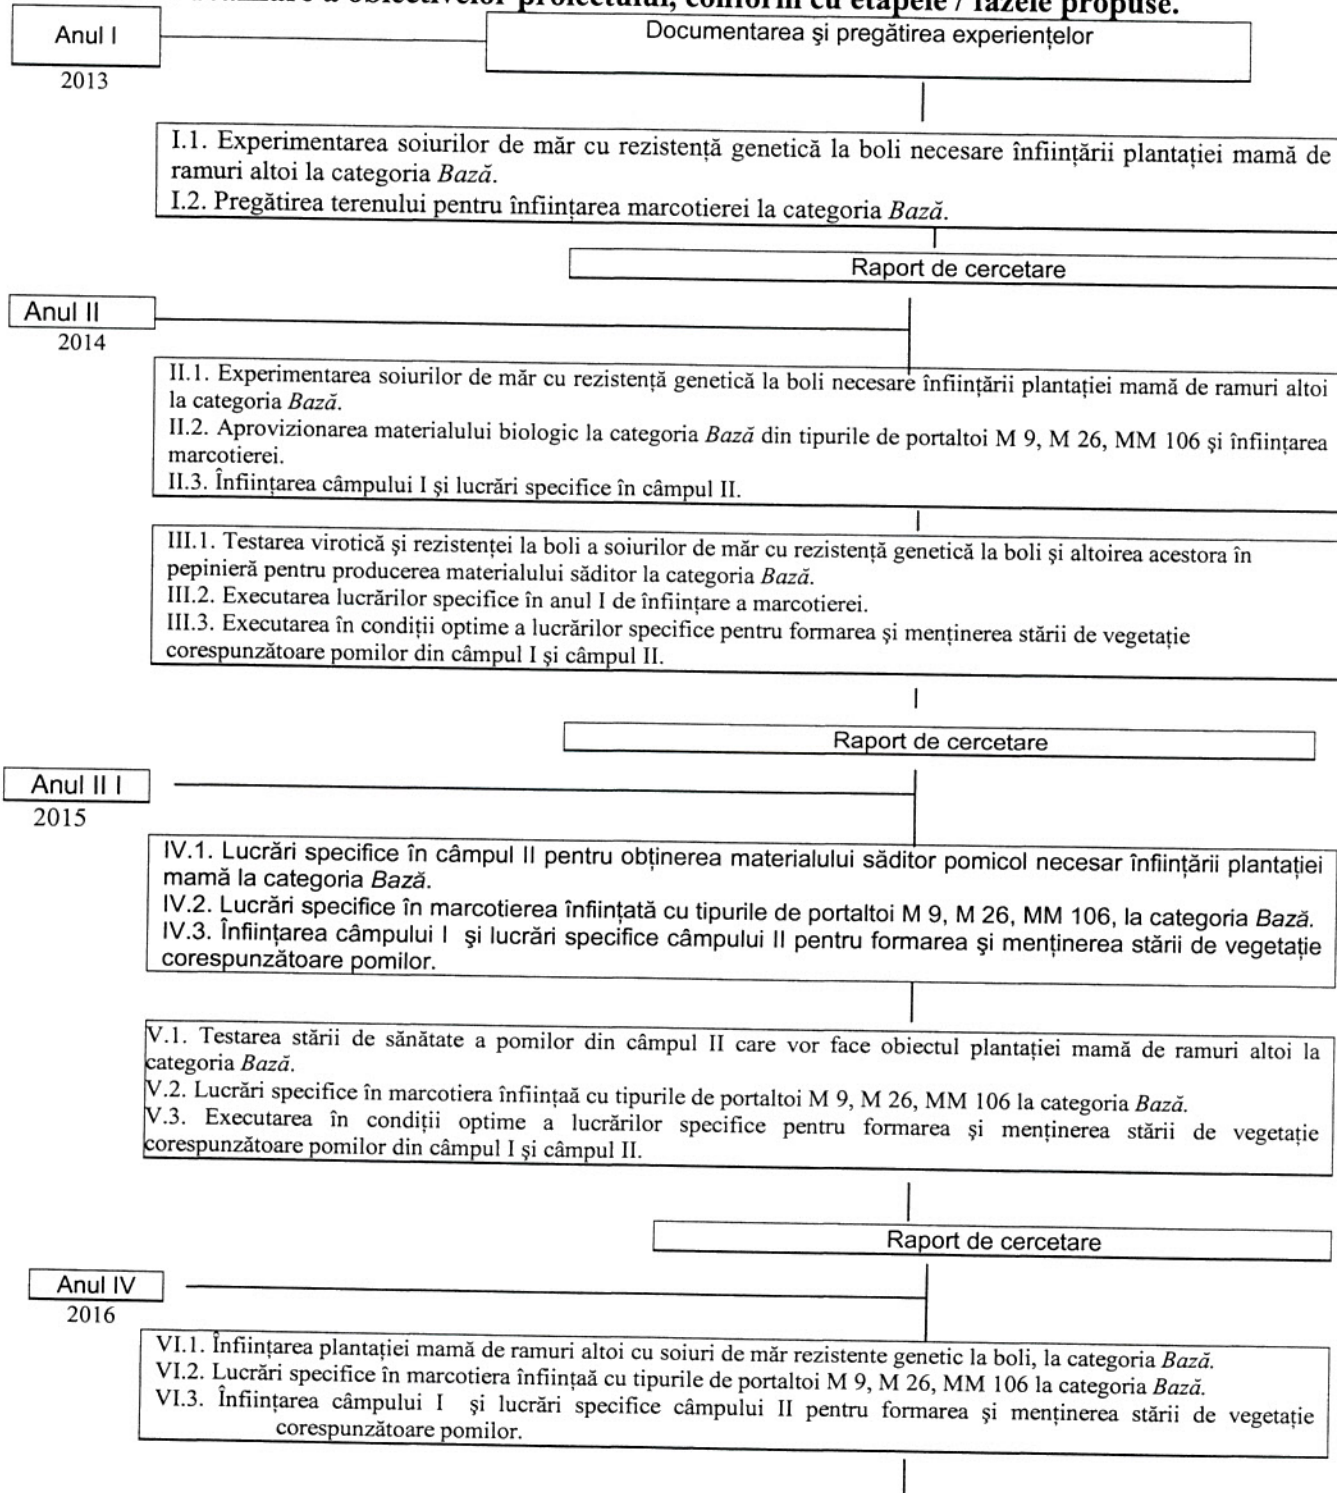 a obiectivelor proiectului, conform cu etapele / fazele propuse.
Anul I
Documentarea şi pregătirea experienţelor
2013
I.1. Experimentarea soiurilor de măr cu rezistenţă genetică la boli necesare înfiinţării plantaţiei mamă de
ramuri altoi la categoria Bază.
I.2. Pregătirea terenului pentru înfiinţarea marcotierei la categoria Bază.
Raport de cercetare
Anul II
2014
II.1. Experimentarea soiurilor de măr cu rezistenţă genetică la boli necesare înfiinţării plantaţiei mamă de ramuri altoi
la categoria Bază.
II.2. Aprovizionarea materialului biologic la categoria Bază din tipurile de portaltoi M 9, M 26, MM 106 şi înfiinţarea
marcotierei.
II.3. Înfiinţarea câmpului I şi lucrări specifice în câmpul II.
III.1. Testarea virotică şi rezistenţei la boli a soiurilor de măr cu rezistenţă genetică la boli şi altoirea acestora în
pepinieră pentru producerea materialului săditor la categoria Bază.
III.2. Executarea lucrărilor specifice în anul I de înfiinţare a marcotierei.
III.3. Executarea în condiţii optime a lucrărilor specifice pentru formarea şi menţinerea stării de vegetaţie
corespunzătoare pomilor din câmpul I şi câmpul II.
Raport de cercetare
Anul II I
2015
IV.1. Lucrări specifice în câmpul II pentru obţinerea materialului săditor pomicol necesar înfiinţării plantaţiei
mamă la categoria Bază.
IV.2. Lucrări specifice în marcotierea înfiinţată cu tipurile de portaltoi M 9, M 26, MM 106, la categoria Bază.
IV.3. Înfiinţarea câmpului I şi lucrări specifice câmpului II pentru formarea şi menţinerea stării de vegetaţie
corespunzătoare pomilor.
V.1. Testarea stării de sănătate a pomilor din câmpul II care vor face obiectul plantaţiei mamă de ramuri altoi la
categoria Bază.
V.2. Lucrări specifice în marcotiera înfiinţaă cu tipurile de portaltoi M 9, M 26, MM 106 la categoria Bază.
V.3. Executarea în condiţii optime a lucrărilor specifice pentru formarea şi menţinerea stării de vegetaţie
corespunzătoare pomilor din câmpul I şi câmpul II.
Raport de cercetare
Anul IV
2016
VI.1. Înfiinţarea plantaţiei mamă de ramuri altoi cu soiuri de măr rezistente genetic la boli, la categoria Bază.
VI.2. Lucrări specifice în marcotiera înfiinţaă cu tipurile de portaltoi M 9, M 26, MM 106 la categoria Bază.
VI.3. Înfiinţarea câmpului I şi lucrări specifice câmpului II pentru formarea şi menţinerea stării de vegetaţie
corespunzătoare pomilor.